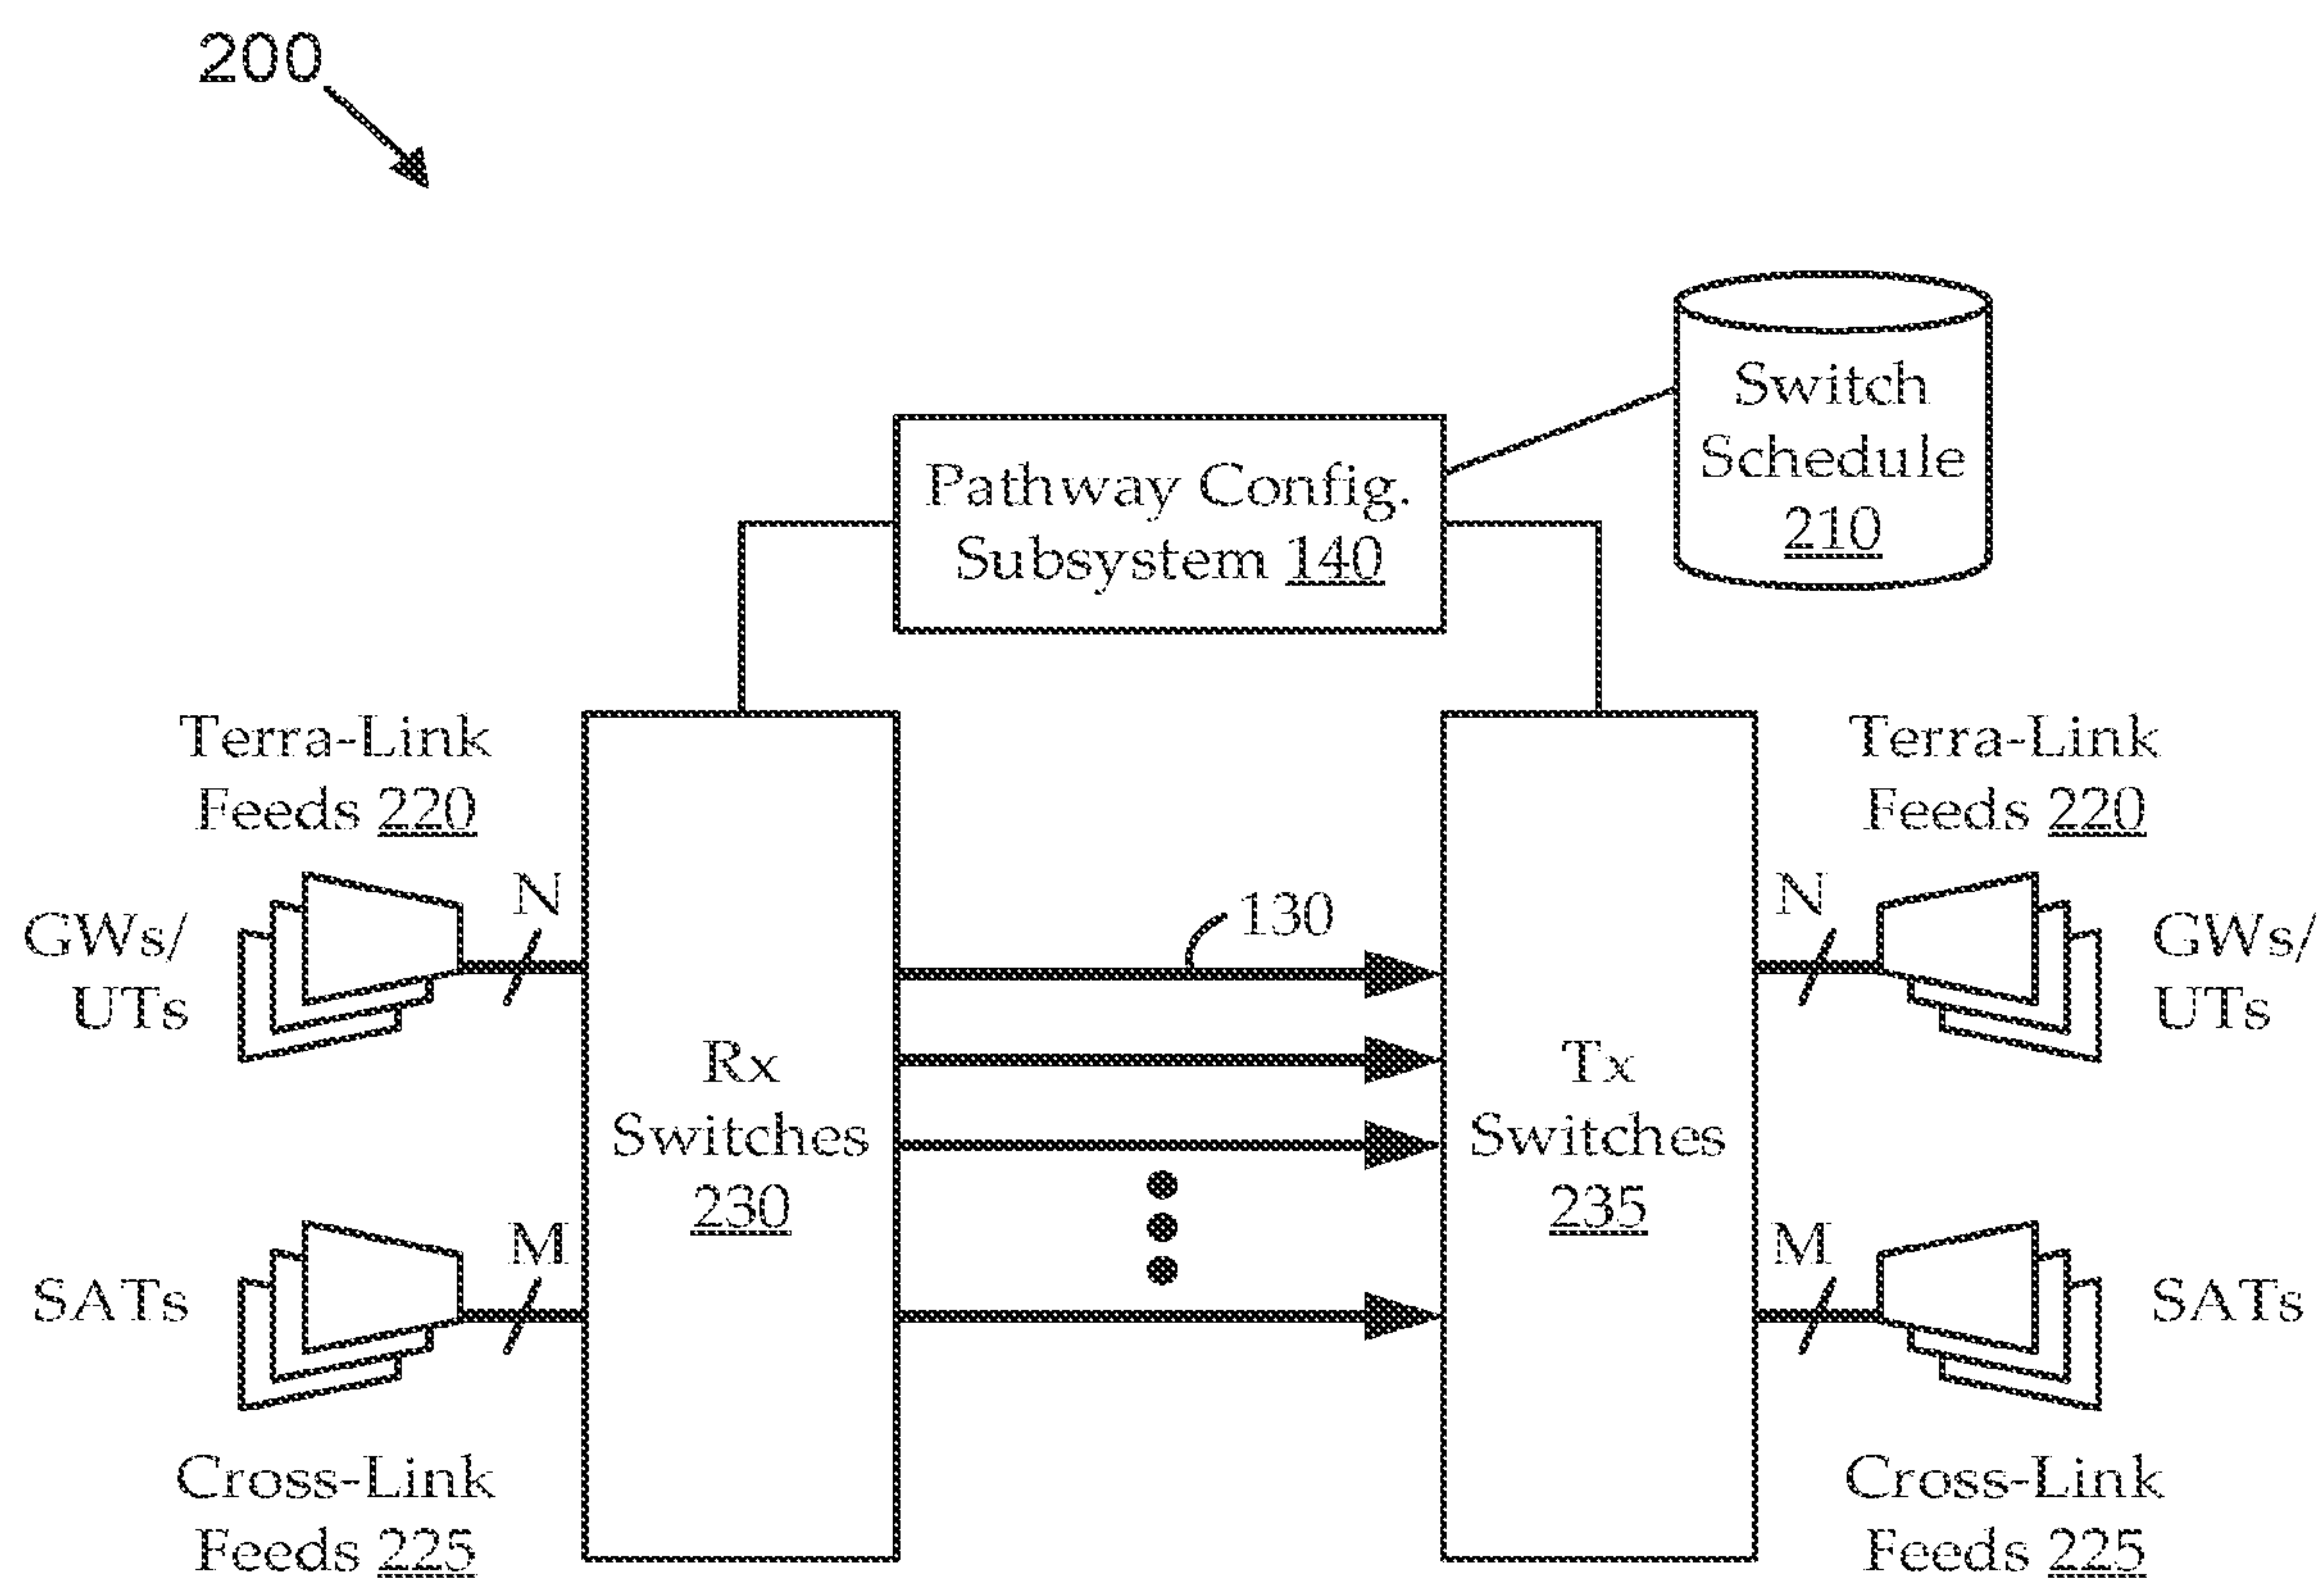 200
Switch
Schedule
210
Pathway Config.
Subsystem 140
Terra-Link
Feeds 220
Terra-Link
Feeds 220
N
N
130
GWs/
UTs
GWs/
UTs
Rx
Switches
230
Tx
Switches
235
M
M
SATs
SATs
Cross-Link
Feeds 225
Cross-Link
Feeds 225